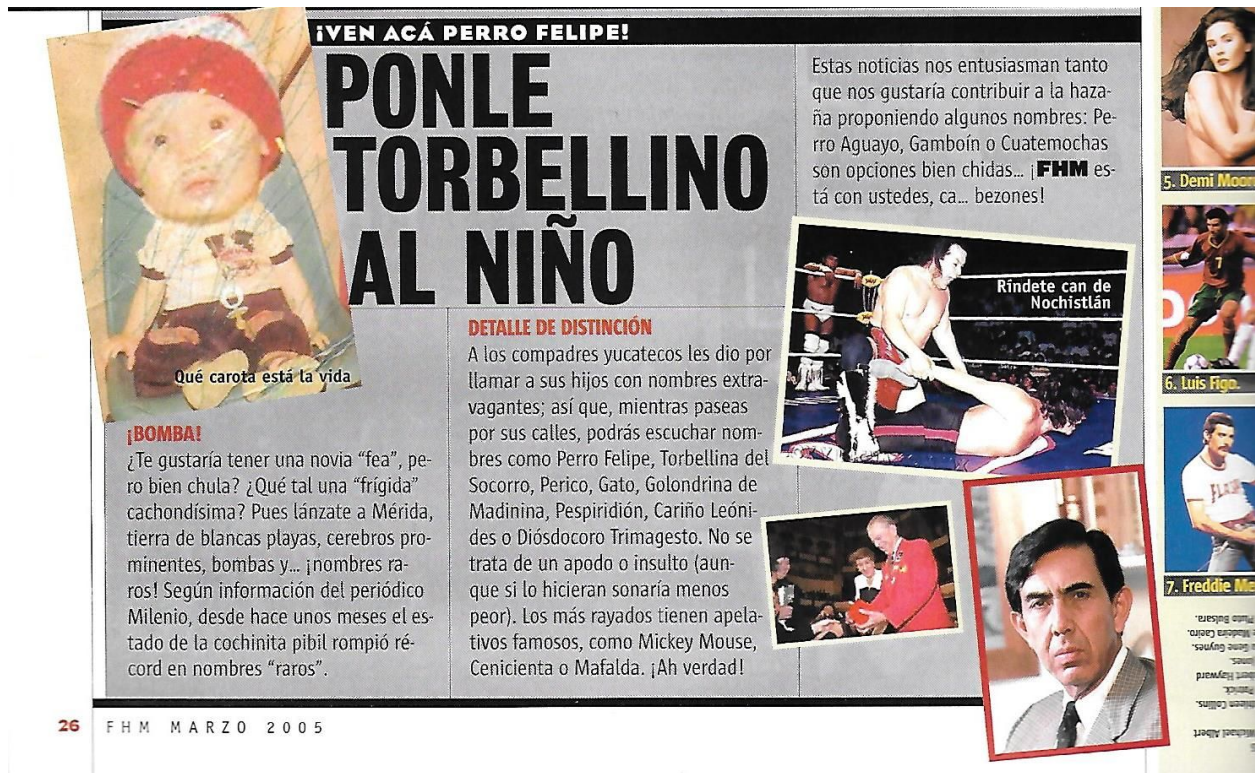 ¡VEN ACÁ PERRO FELIPE!
PONLE
TORBELLINO
AL NIÑO
Qué carota está la vida
¡BOMBA!
¿Te gustaría tener una novia “fea”, pe-
ro bien chula? ¿Qué tal una “frígida”
cachondísima? Pues lánzate a Mérida,
tierra de blancas playas, cerebros pro-
minentes, bombas y... ¡nombres ra-
ros! Según información del periódico
Milenio, desde hace unos meses el es-
tado de la cochinita pibil rompió ré-
cord en nombres “raros”.
DETALLE DE DISTINCIÓN
A los compadres yucatecos les dio por
llamar a sus hijos con nombres extra-
vagantes; así que, mientras paseas
por sus calles, podrás escuchar nom-
bres como Perro Felipe, Torbellina del
Socorro, Perico, Gato, Golondrina de
Madinina, Pespiridión, Cariño Leóni-
des o Diósdocoro Trimagesto. No se
trata de un apodo o insulto (aun-
que si lo hicieran sonaría menos
peor). Los más rayados tienen apela-
tivos famosos, como Mickey Mouse,
Cenicienta o Mafalda. ¡Ah verdad!
Estas noticias nos entusiasman tanto
que nos gustaría contribuir a la haza-
ña proponiendo algunos nombres: Pe-
rro Aguayo, Gamboín o Cuatemochas
son opciones bien chidas... ¡FHM es-
tá con ustedes, ca... bezones!
Ríndete can de
Nochistlán
5. Demi Moor
6. Luis Figo.
7. Freddie Me
Bulsara.
Madeira Caeiro.
Gene Guynes.
Hayward
Collins.
Michael Albert
26 FHM MARZO 2005